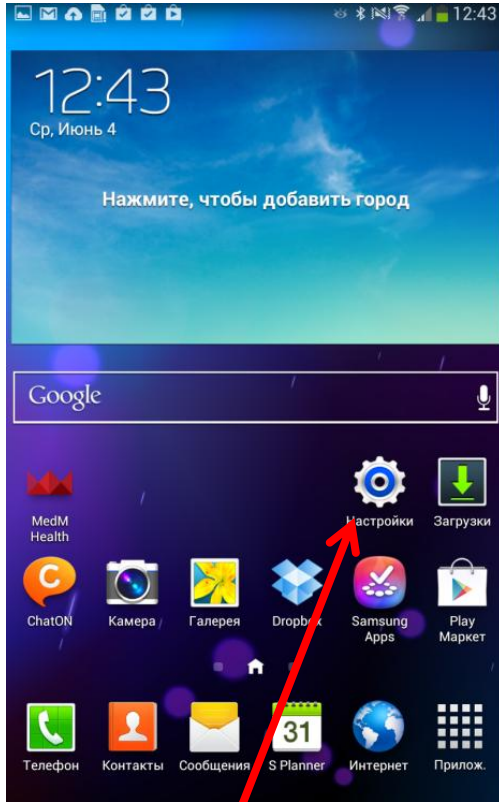 12:43
12:43
Ср, Июнь 4
Нажмите, чтобы добавить город
Google
MedM Health
Настройки
Загрузки
ChatON
Камера
Галерея
Dropbox
Samsung Apps
Play Маркет
Телефон
Контакты
Сообщения
31
S Planner
Интернет
Прилож.